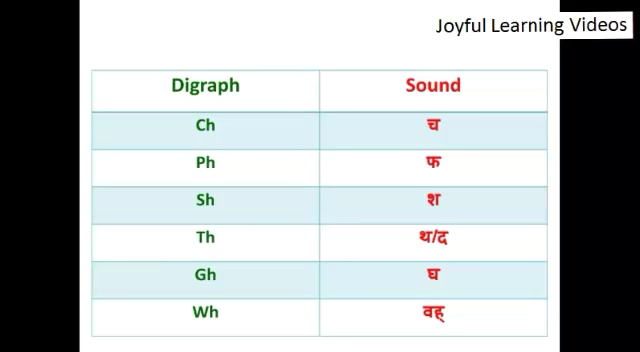 Joyful Learning Videos
Digraph Sound
Ch च
Ph फ
Sh श
Th थ/द
Gh घ
Wh वह्